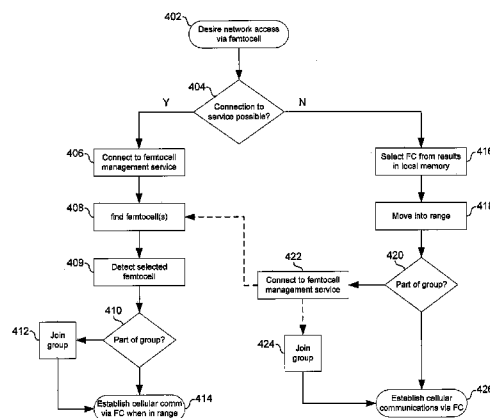 402
Desire network access
via femtocell
404
Connection to
service possible?
Y
N
406
Connect to femtocell
management service
416
Select FC from results
in local memory
408
find femtocell(s)
418
Move into range
409
Detect selected
femtocell
422
Connect to femtocell
management service
420
Part of group?
410
Part of group?
412
Join
group
424
Join
group
Establish cellular comm
via FC when in range
414
Establish cellular
communications via FC
426